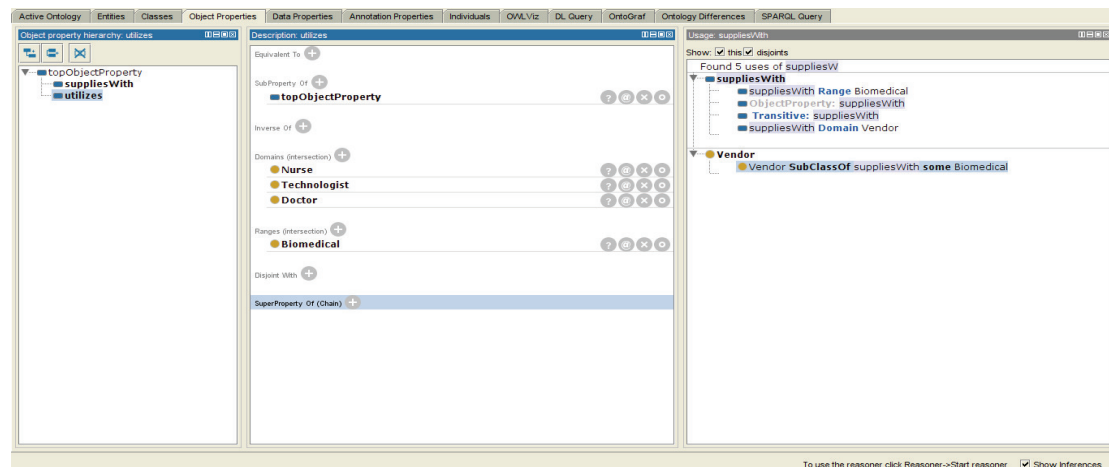 Active Ontology Entities Classes Object Properties Data Properties Annotation Properties Individuals OWLViz DL Query OntoGraf Ontology Differences SPARQL Query
Object property hierarchy: utilizes
topObjectProperty
suppliesWith
utilizes
Description: utilizes
Equivalent To
SubProperty Of
topObjectProperty
Inverse Of
Domains (intersection)
Nurse
Technologist
Doctor
Ranges (intersection)
Biomedical
Disjoint With
SuperProperty Of (Chain)
Usage: suppliesWith
Show: this disjoints
Found 5 uses of suppliesW
suppliesWith
suppliesWith Range Biomedical
ObjectProperty: suppliesWith
Transitive: suppliesWith
suppliesWith Domain Vendor
Vendor
Vendor SubClassOf suppliesWith some Biomedical
To use the reasoner click Reasoner->Start reasoner Show Inferences